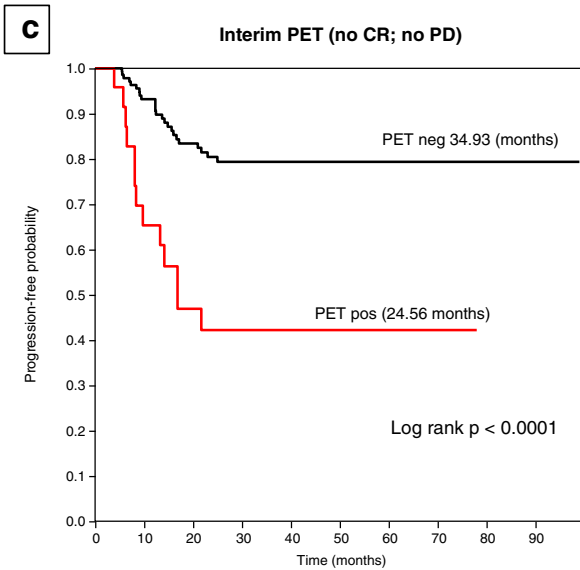 c
Interim PET (no CR; no PD)
1.0
0.9
0.8
0.7
0.6
0.5
0.4
0.3
0.2
0.1
0.0
Progression-free probability
PET neg 34.93 (months)
PET pos (24.56 months)
Log rank p < 0.0001
0 10 20 30 40 50 60 70 80 90
Time (months)